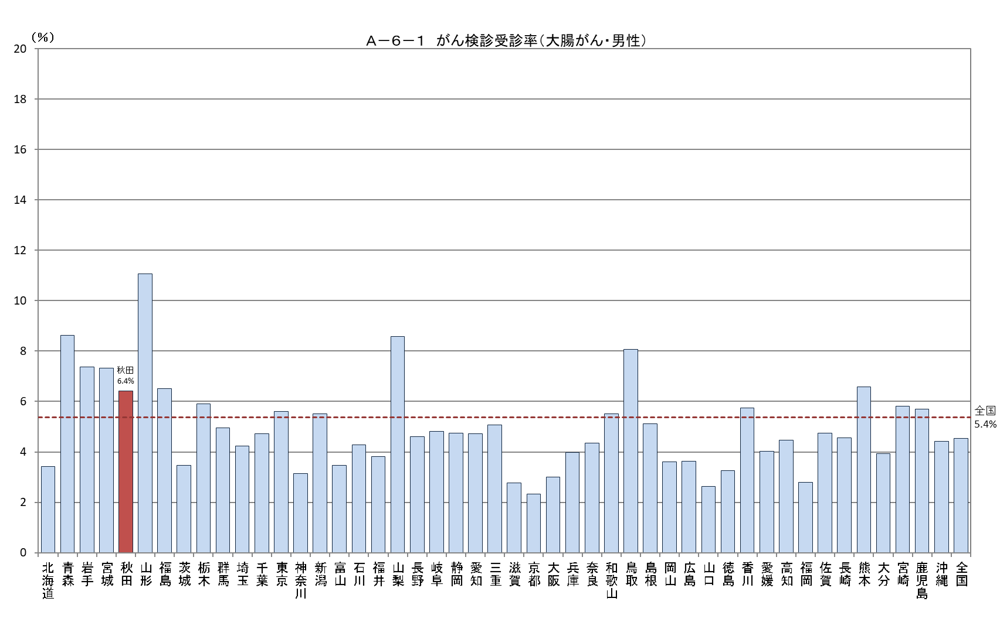 (%)
A－6－1　がん検診受診率(大腸がん・男性)
20
18
16
14
12
10
8
6
4
2
0
秋田
6.4%
全国
5.4%
北海道
青森
岩手
宮城
秋田
山形
福島
茨城
栃木
群馬
埼玉
千葉
東京
神奈川
新潟
富山
石川
福井
山梨
長野
岐阜
静岡
愛知
三重
滋賀
京都
大阪
兵庫
奈良
和歌山
鳥取
島根
岡山
広島
山口
徳島
香川
愛媛
高知
福岡
佐賀
長崎
熊本
大分
宮崎
鹿児島
沖縄
全国